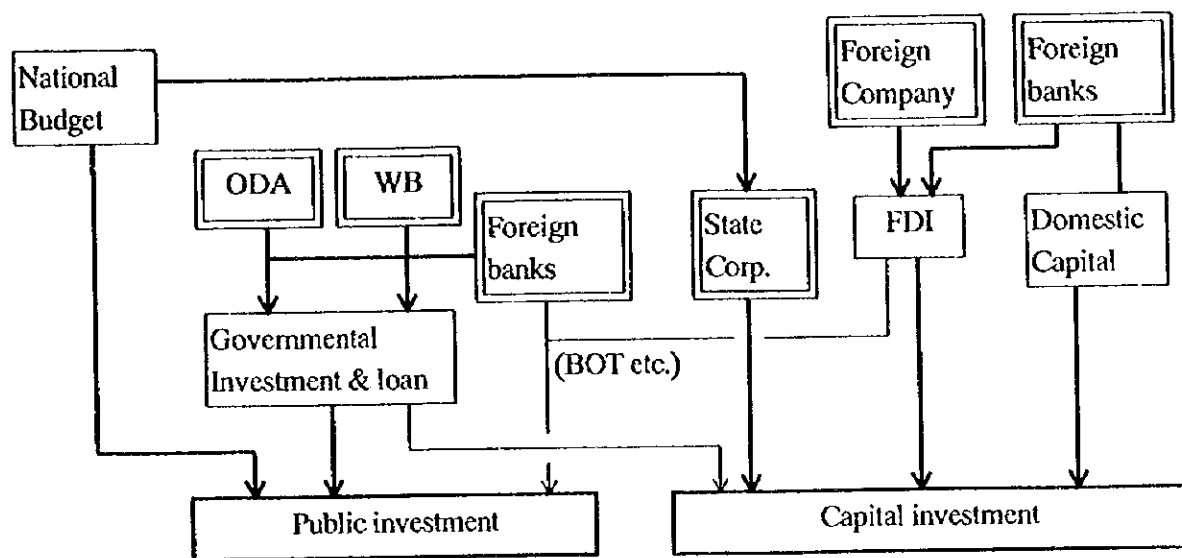 National
Budget
Foreign
Company
Foreign
banks
ODA
WB
Foreign
banks
State
Corp.
FDI
Domestic
Capital
Governmental
Investment & loan
(BOT etc.)
Public investment
Capital investment